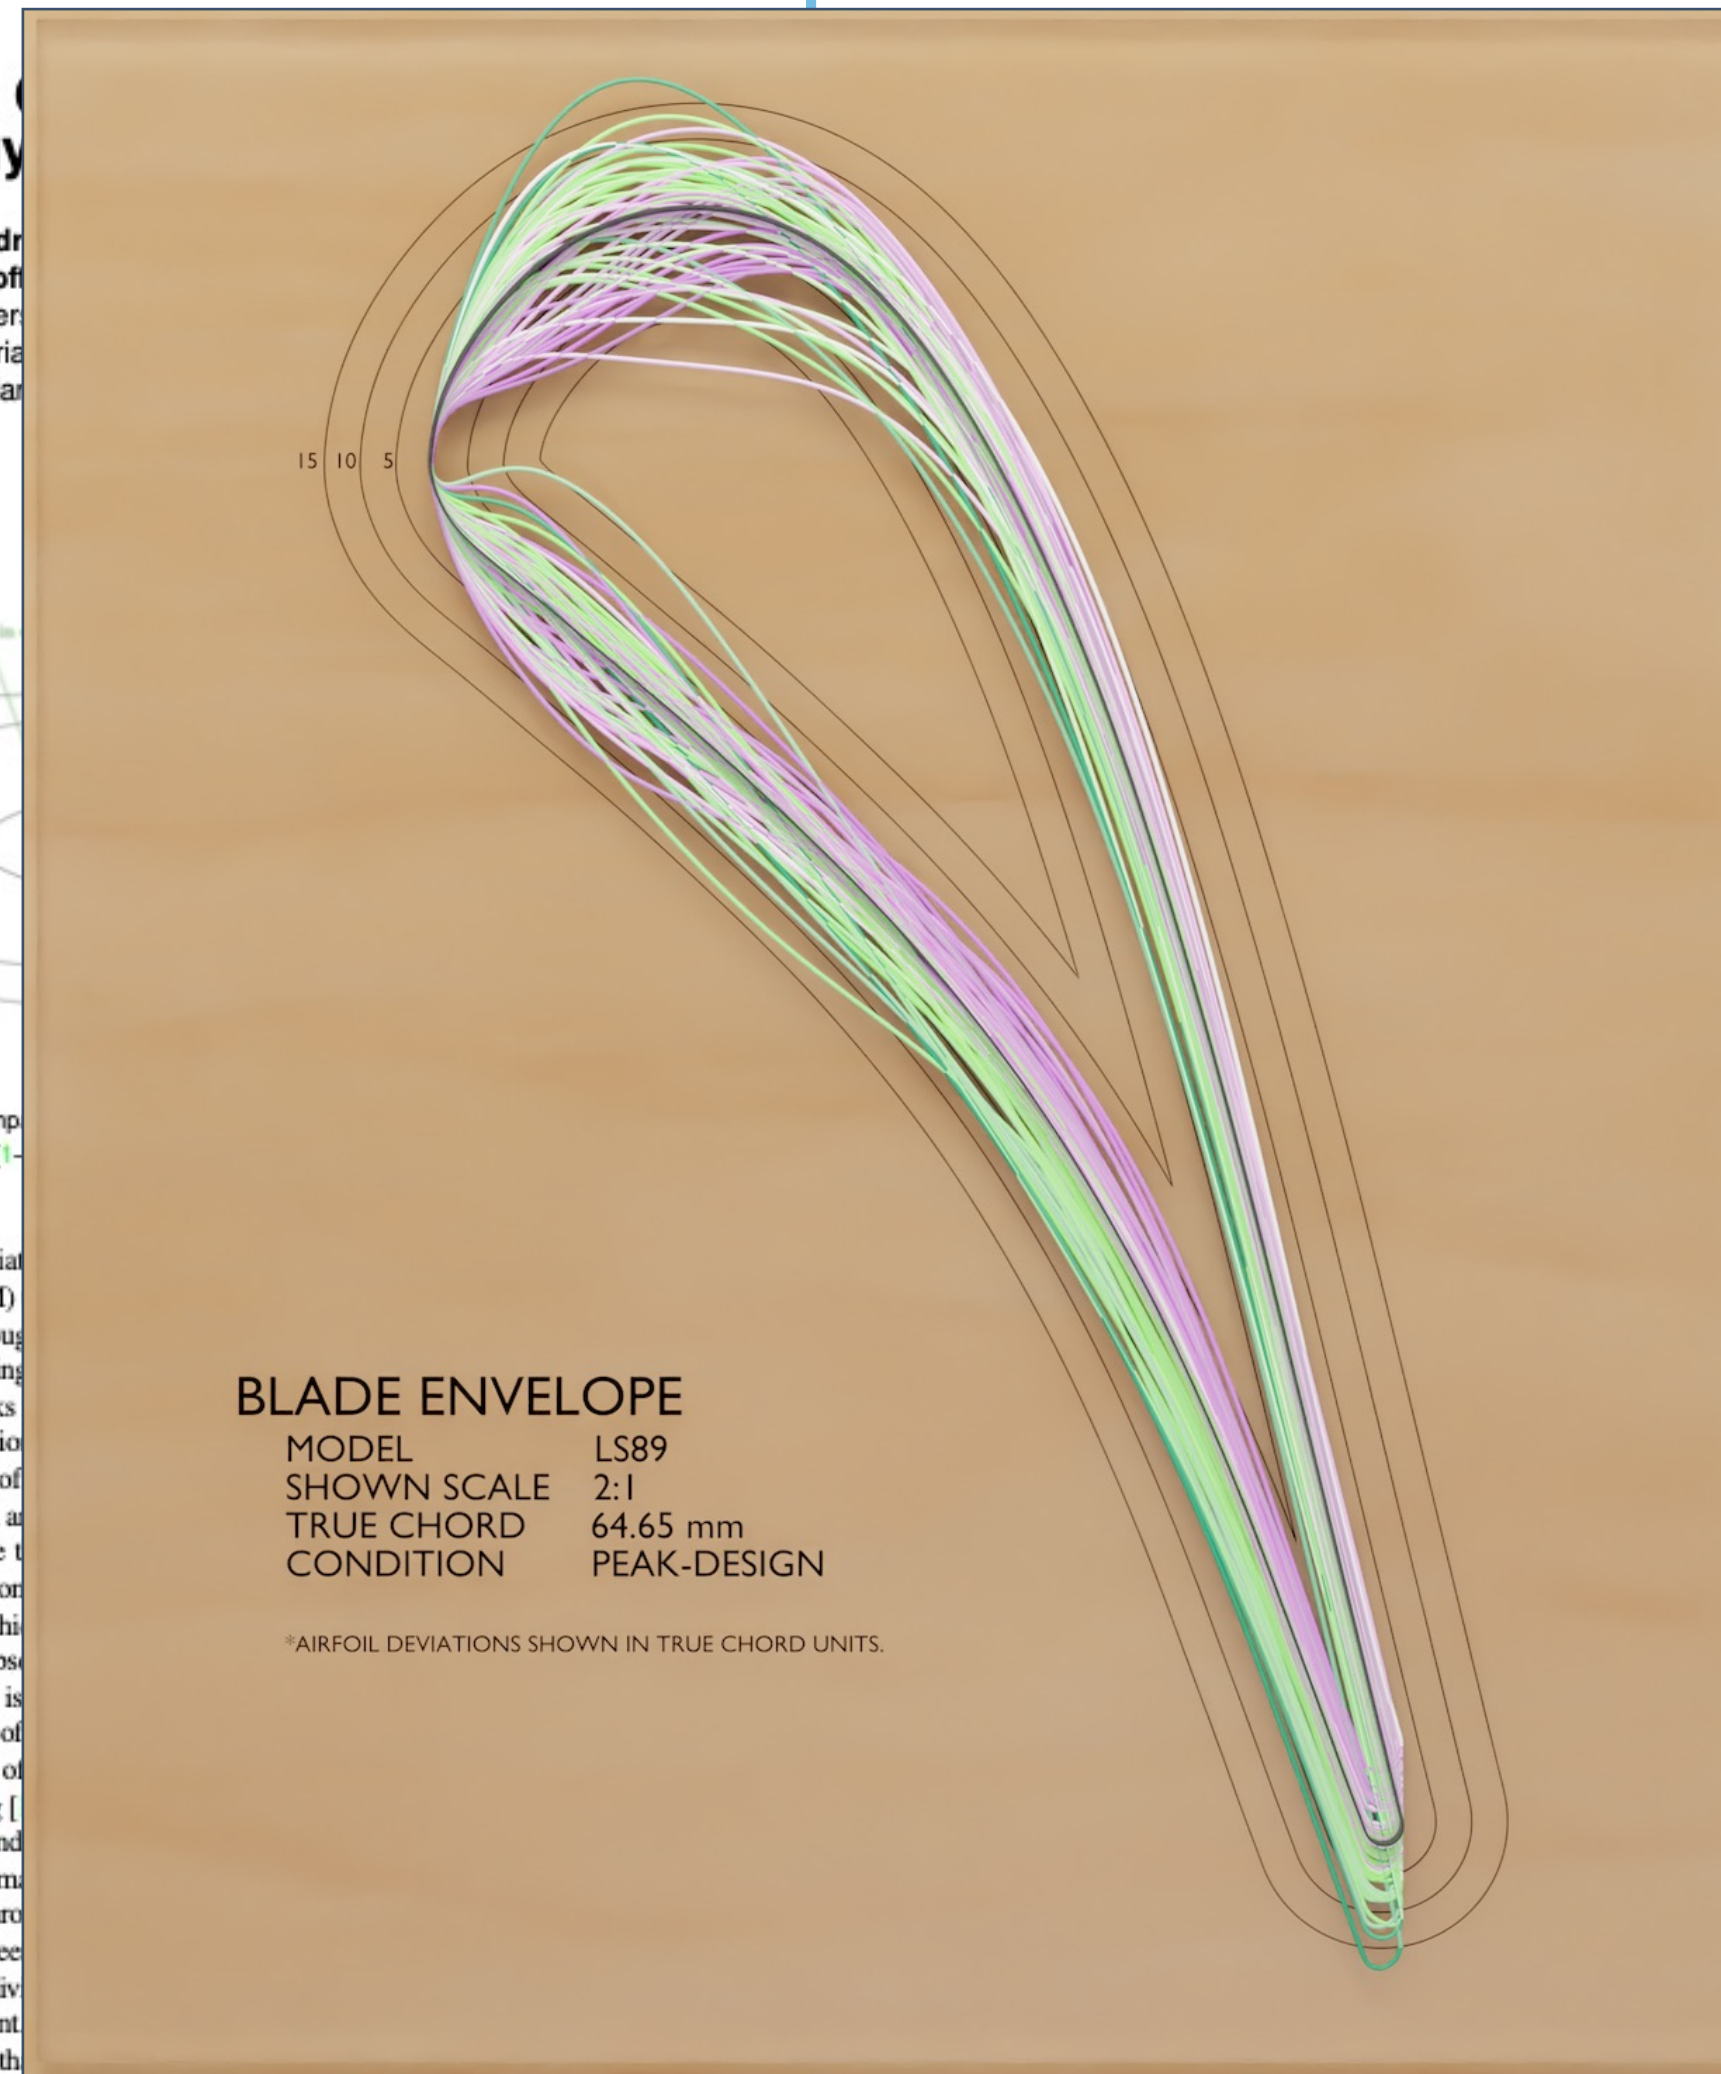 15 10 5
BLADE ENVELOPE
MODEL LS89
SHOWN SCALE 2:1
TRUE CHORD 64.65 mm
CONDITION PEAK-DESIGN
*AIRFOIL DEVIATIONS SHOWN IN TRUE CHORD UNITS.